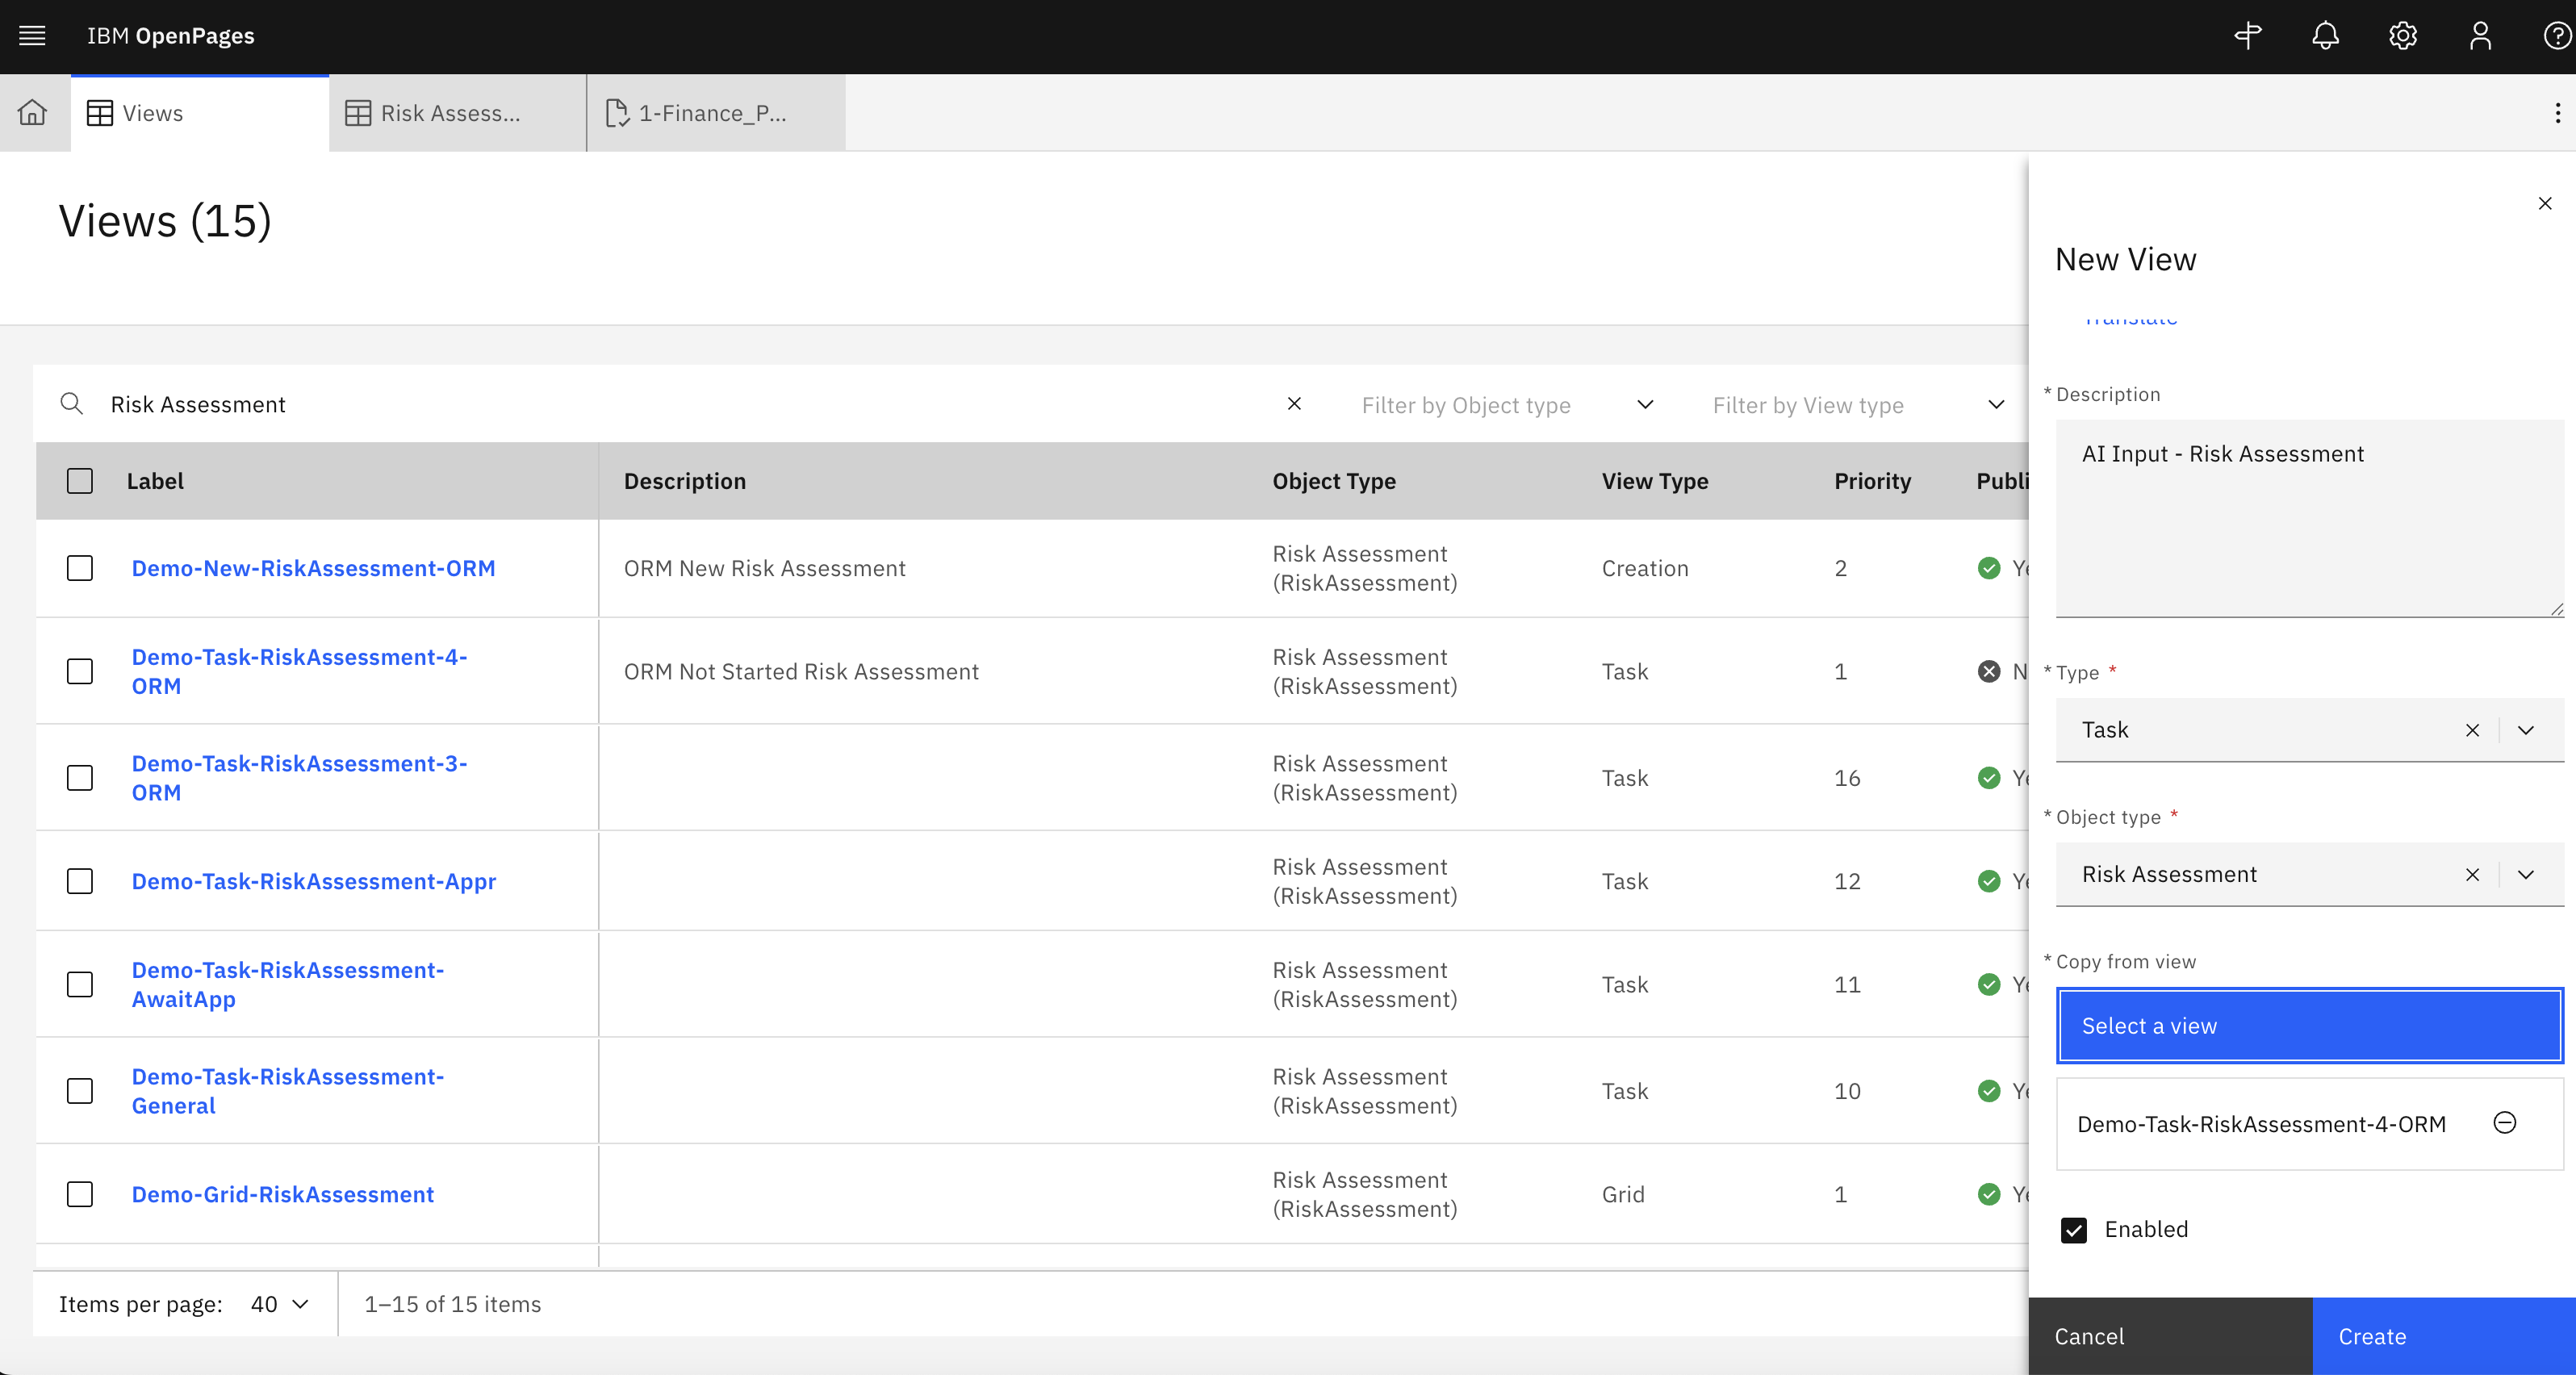 IBM OpenPages
Views
Risk Assess...
1-Finance_P...
Views (15)
Risk Assessment
Filter by Object type
Filter by View type
Label
Description
Object Type
View Type
Priority
Publi
Demo-New-RiskAssessment-ORM
ORM New Risk Assessment
Risk Assessment
(RiskAssessment)
Creation
2
Ye
Demo-Task-RiskAssessment-4-
ORM
ORM Not Started Risk Assessment
Risk Assessment
(RiskAssessment)
Task
1
N
Demo-Task-RiskAssessment-3-
ORM
Risk Assessment
(RiskAssessment)
Task
16
Ye
Demo-Task-RiskAssessment-Appr
Risk Assessment
(RiskAssessment)
Task
12
Ye
Demo-Task-RiskAssessment-
AwaitApp
Risk Assessment
(RiskAssessment)
Task
11
Ye
Demo-Task-RiskAssessment-
General
Risk Assessment
(RiskAssessment)
Task
10
Ye
Demo-Grid-RiskAssessment
Risk Assessment
(RiskAssessment)
Grid
1
Ye
Items per page: 40
1–15 of 15 items
New View
Translate
* Description
AI Input - Risk Assessment
* Type *
Task
* Object type *
Risk Assessment
* Copy from view
Select a view
Demo-Task-RiskAssessment-4-ORM
Enabled
Cancel
Create